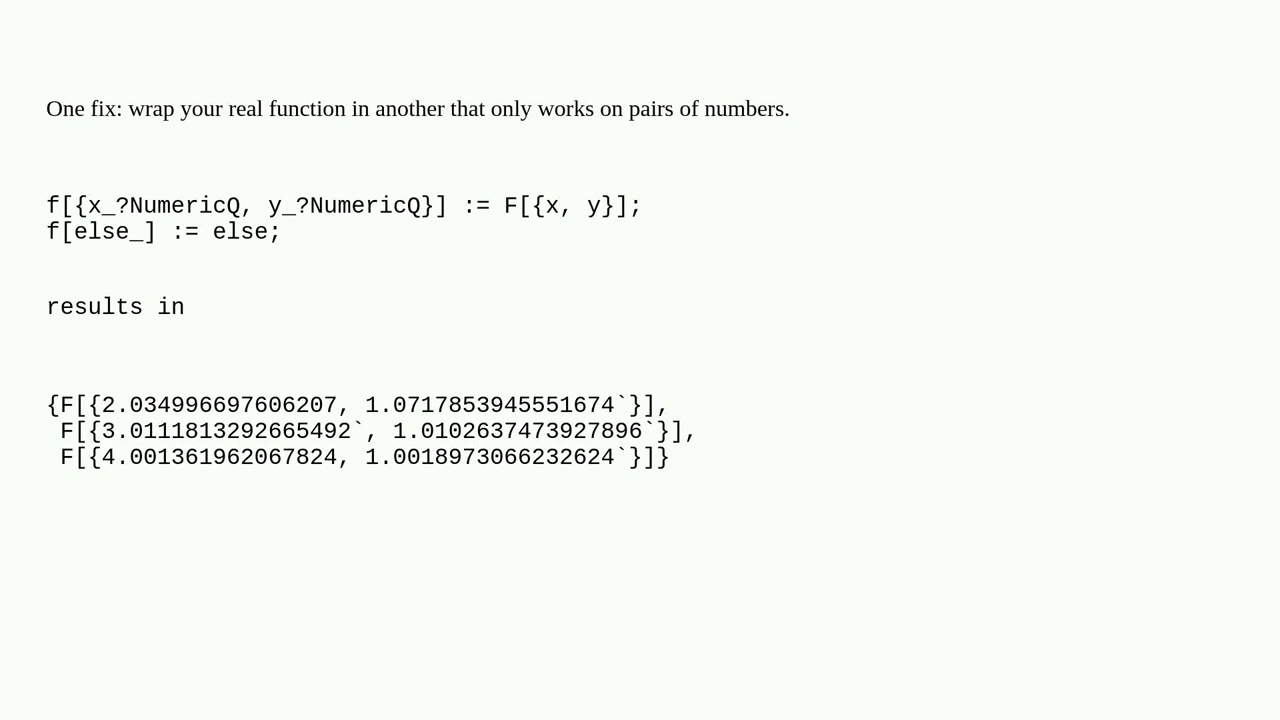 One fix: wrap your real function in another that only works on pairs of numbers.
f[{x_?NumericQ, y_?NumericQ}] := F[{x, y}];
f[else_] := else;
results in
{F[{2.034996697606207, 1.0717853945551674`}],
 F[{3.0111813292665492`, 1.0102637473927896`}],
 F[{4.001361962067824, 1.0018973066232624`}]}